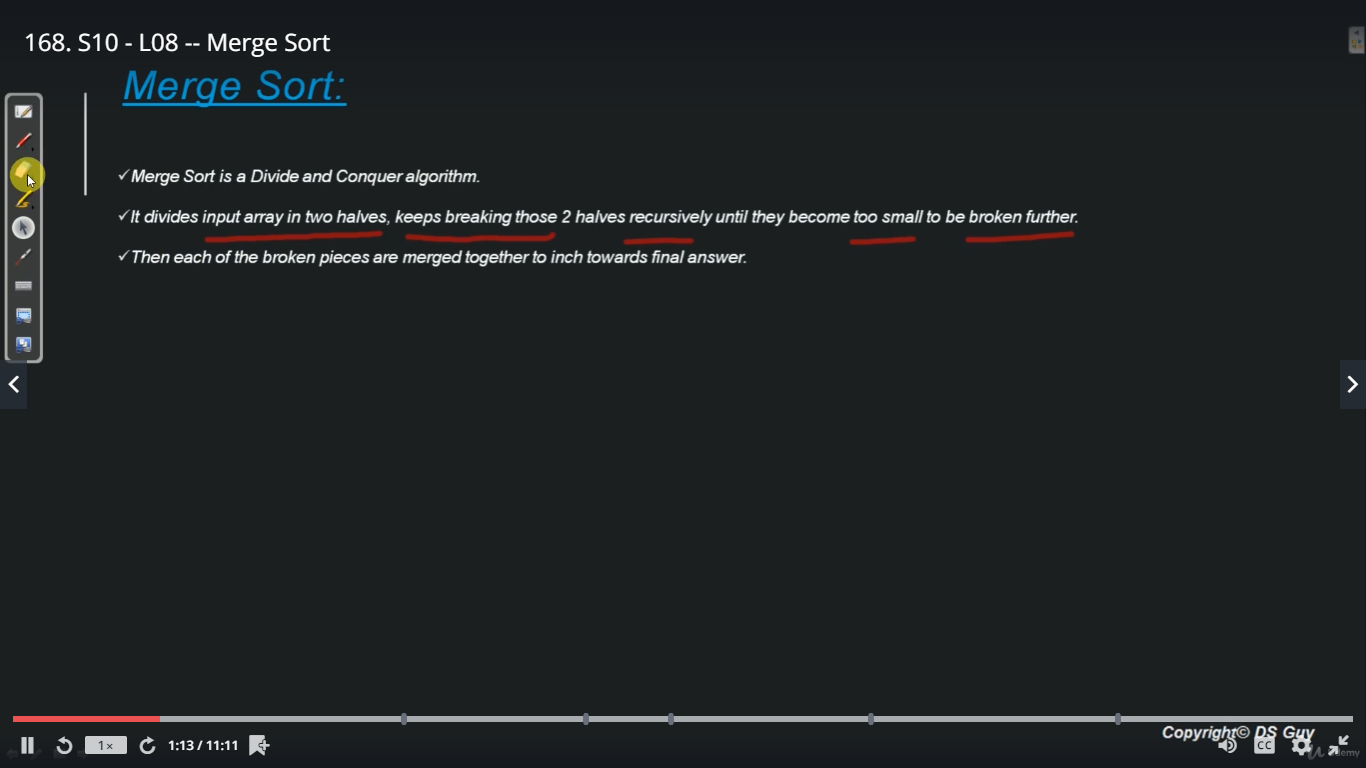 168. S10 - L08 -- Merge Sort
Merge Sort:
✓Merge Sort is a Divide and Conquer algorithm.
✓It divides input array in two halves, keeps breaking those 2 halves recursively until they become too small to be broken further.
✓Then each of the broken pieces are merged together to inch towards final answer.
Copyright© DS Guy
1× 1:13 / 11:11 CC